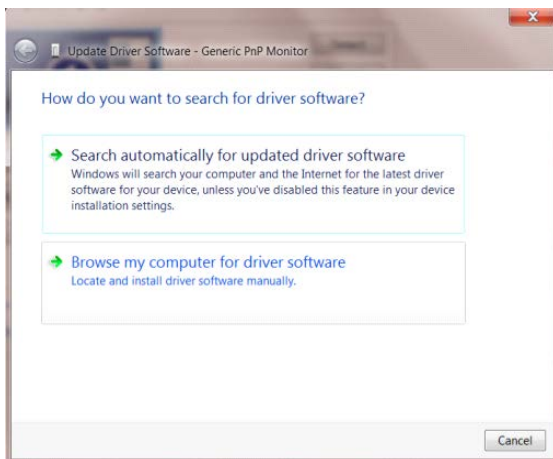 Update Driver Software - Generic PnP Monitor
How do you want to search for driver software?
Search automatically for updated driver software
Windows will search your computer and the Internet for the latest driver
software for your device, unless you've disabled this feature in your device
installation settings.
Browse my computer for driver software
Locate and install driver software manually.
Cancel